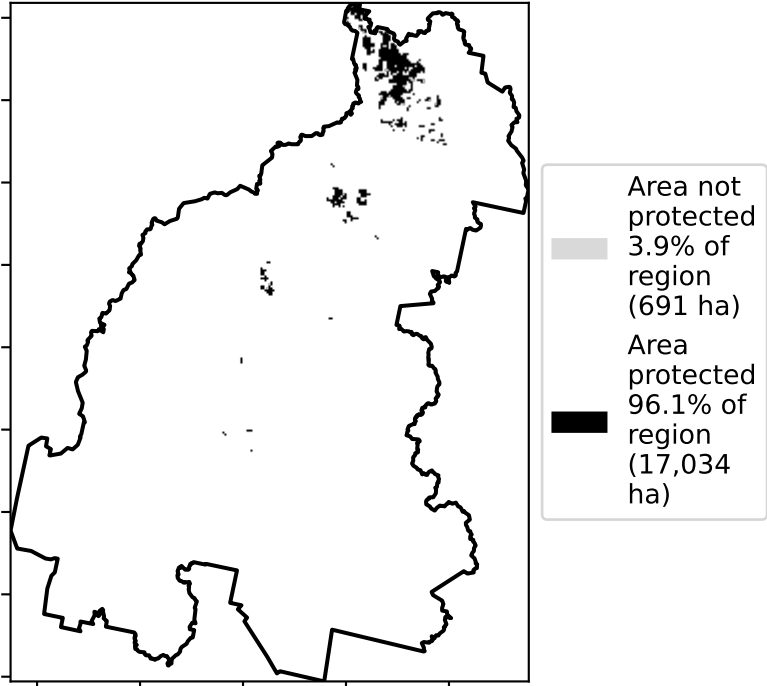 Area not
protected
3.9% of
region
(691 ha)
Area
protected
96.1% of
region
(17,034
ha)